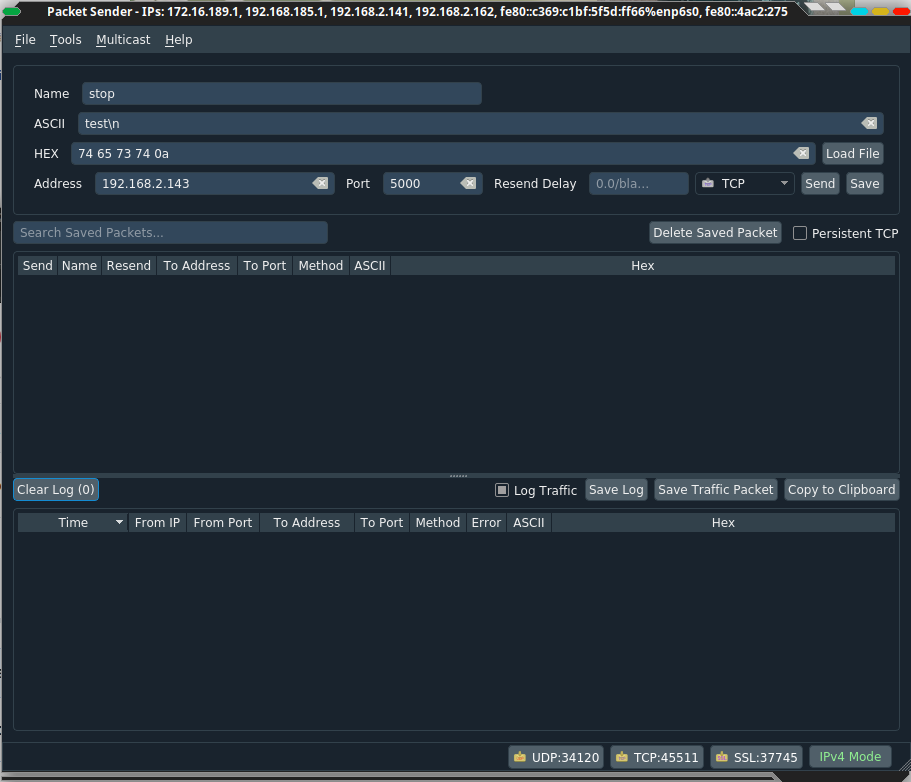 Packet Sender - IPs: 172.16.189.1, 192.168.185.1, 192.168.2.141, 192.168.2.162, fe80::c369:c1bf:5f5d:ff66%enp6s0, fe80::4ac2:275
File Tools Multicast Help
Name stop
ASCII test\n
HEX 74 65 73 74 0a Load File
Address 192.168.2.143 Port 5000 Resend Delay 0.0/bla... TCP Send Save
Search Saved Packets... Delete Saved Packet Persistent TCP
Send Name Resend To Address To Port Method ASCII Hex
Clear Log (0) Log Traffic Save Log Save Traffic Packet Copy to Clipboard
Time From IP From Port To Address To Port Method Error ASCII Hex
UDP:34120 TCP:45511 SSL:37745 IPv4 Mode